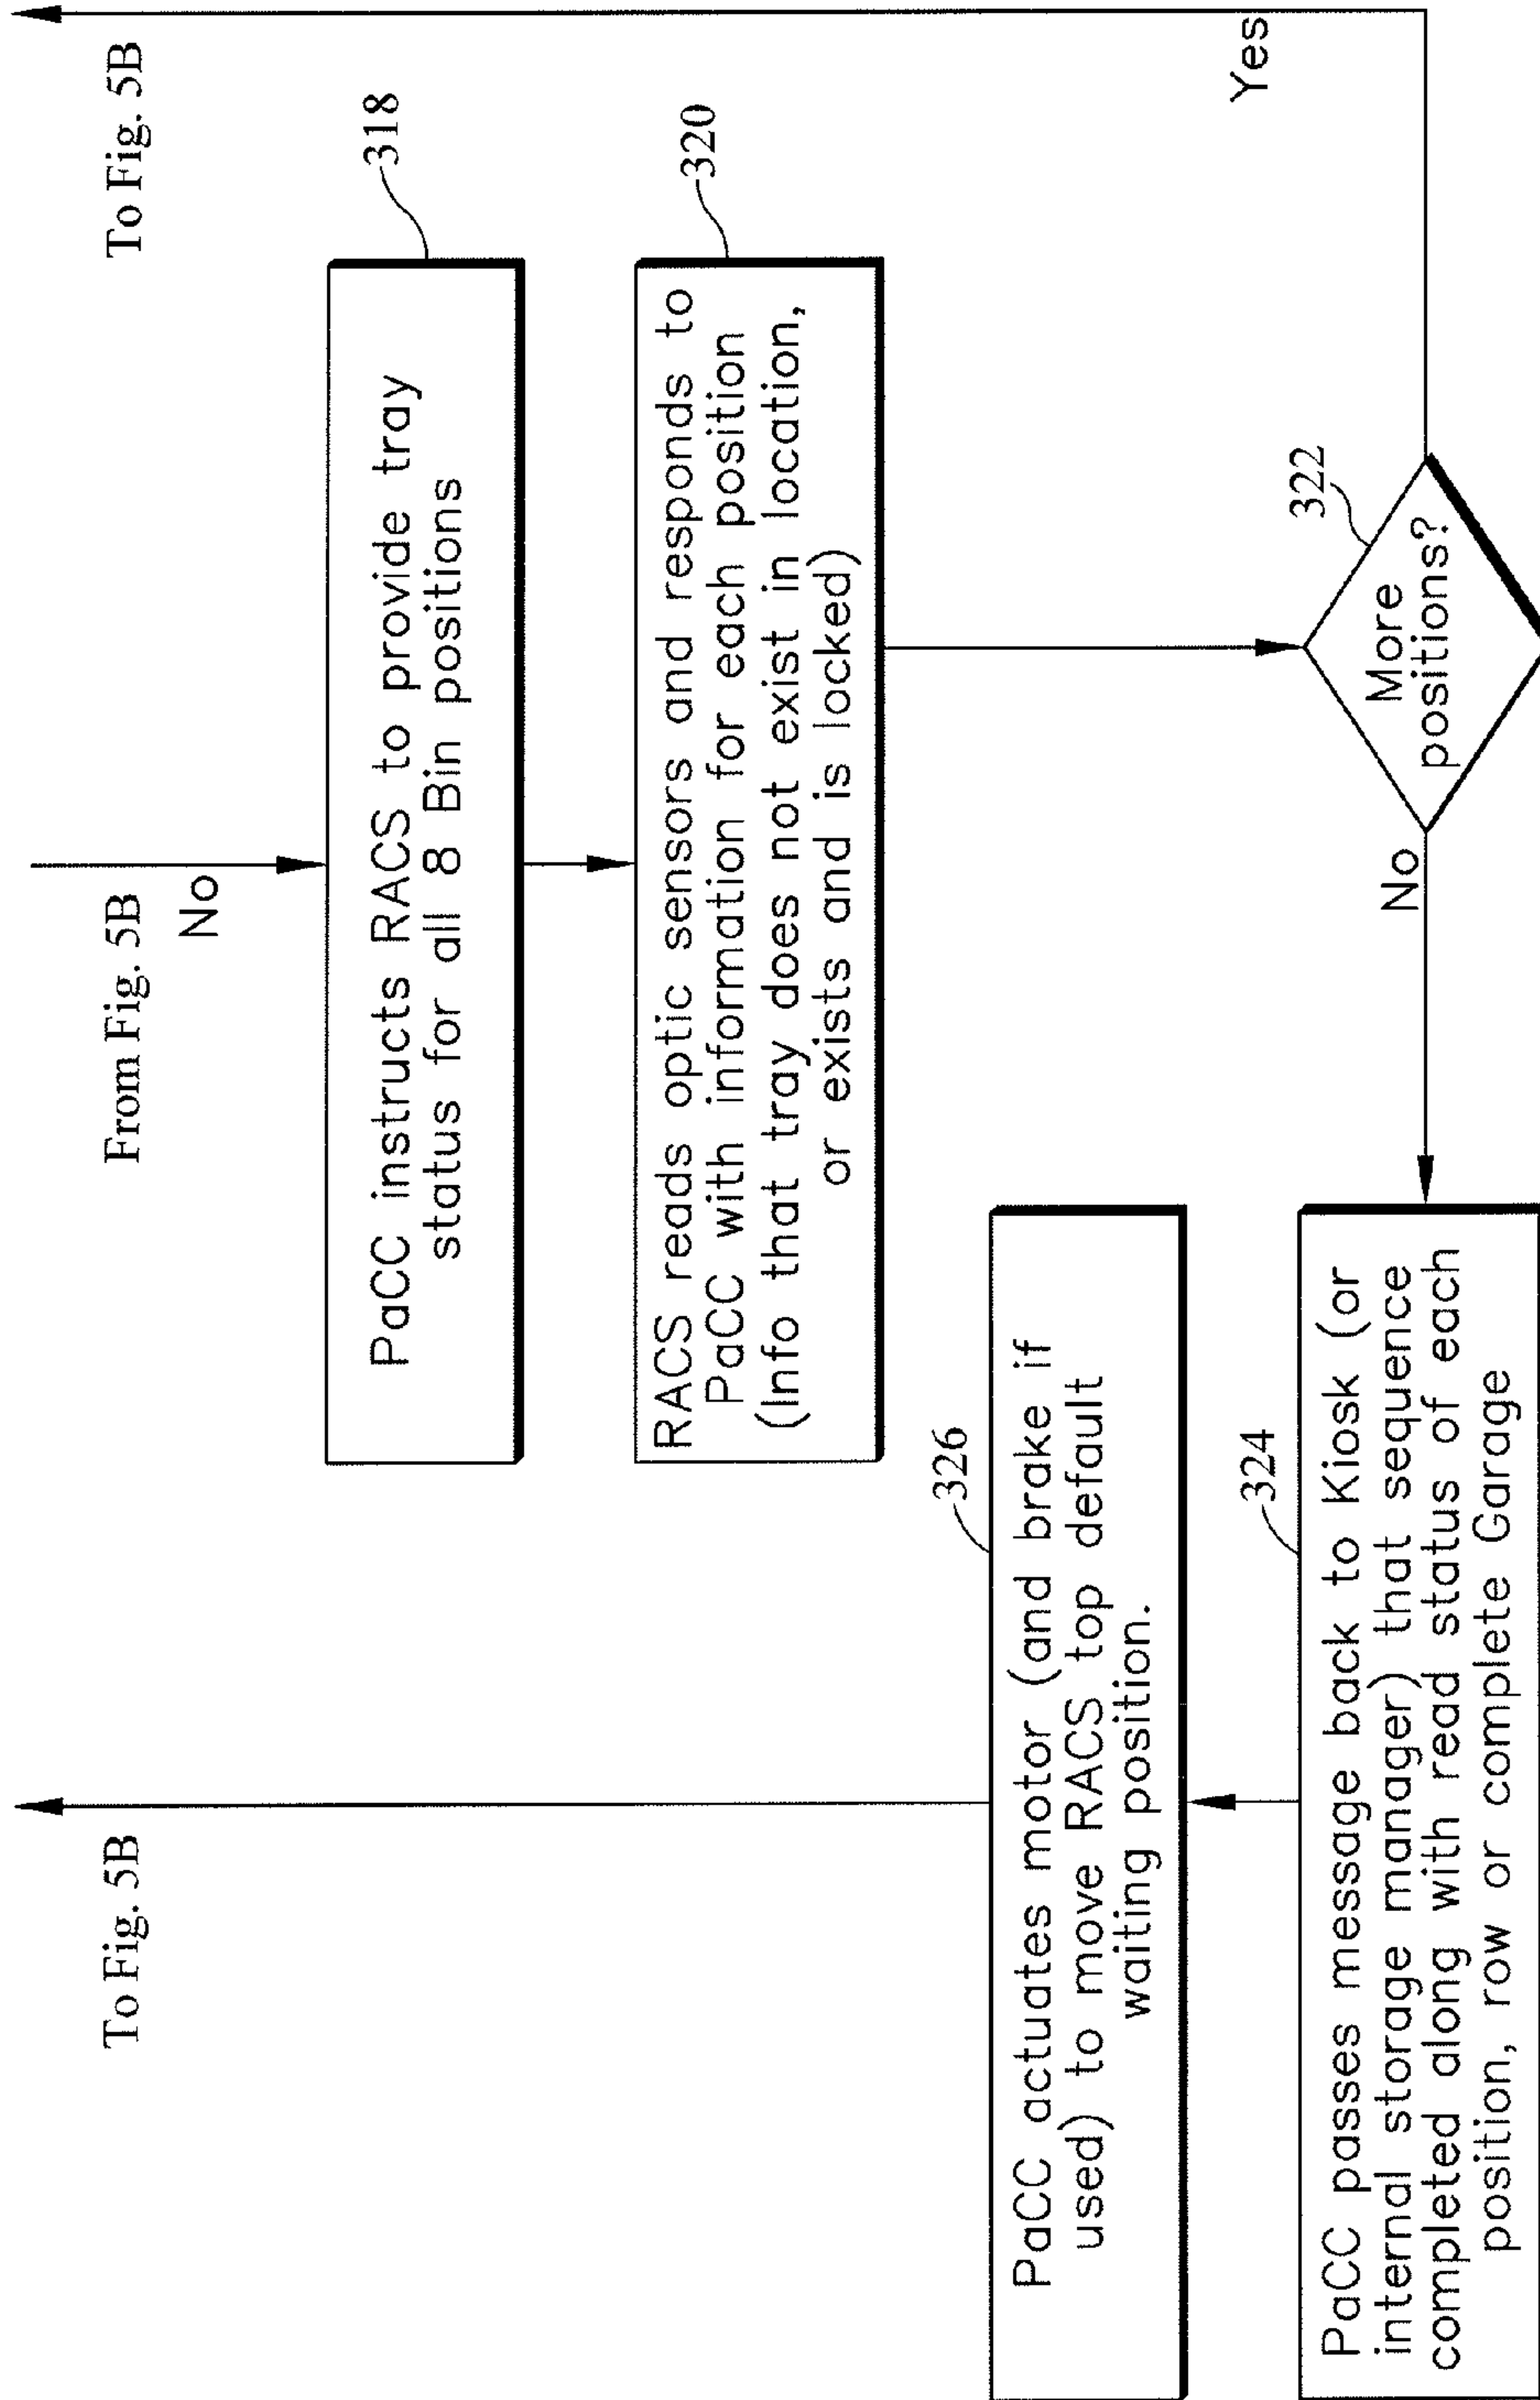 To Fig. 5B
From Fig. 5B
To Fig. 5B
No
318
PaCC instructs RACS to provide tray
status for all 8 Bin positions
320
RACS reads optic sensors and responds to
PaCC with information for each position
(Info that tray does not exist in location,
or exists and is locked)
322
More
positions?
Yes
No
326
PaCC actuates motor (and brake if
used) to move RACS top default
waiting position.
324
PaCC passes message back to Kiosk (or
internal storage manager) that sequence
completed along with read status of each
position, row or complete Garage